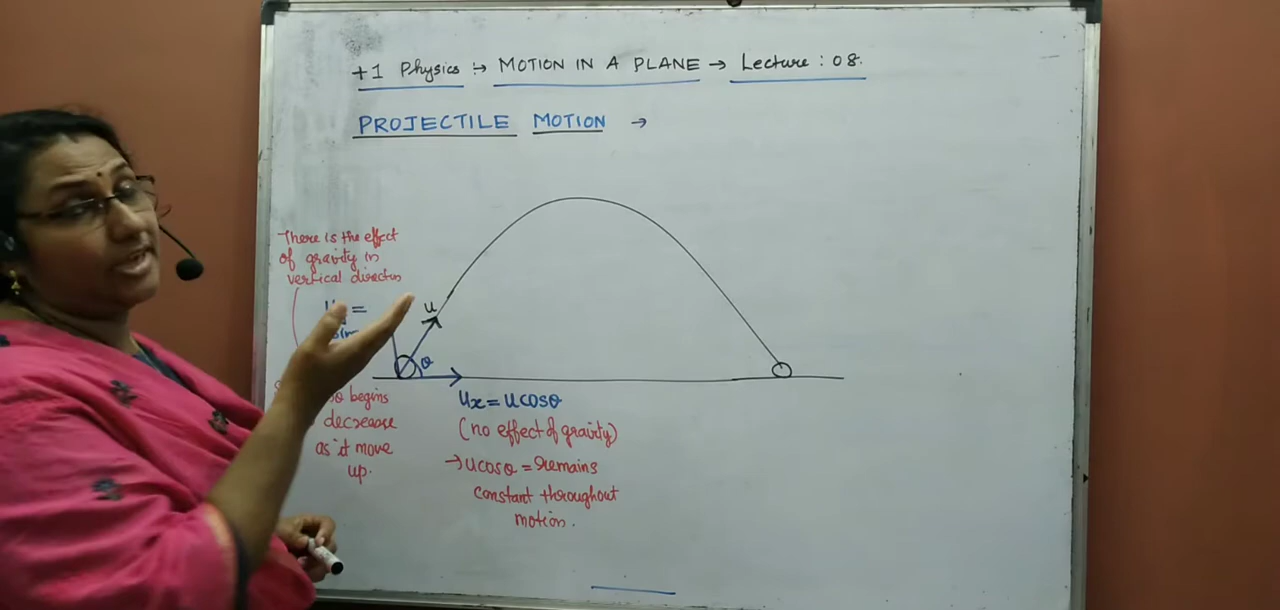 +1 Physics :→ MOTION IN A PLANE → Lecture : 08.
PROJECTILE MOTION →
There is the effect
of gravity in
vertical direction
=
u
θ
θ begins
decrease
as it move
up.
ux = ucosθ
(no effect of gravity)
→ ucosθ = remains
constant throughout
motion.